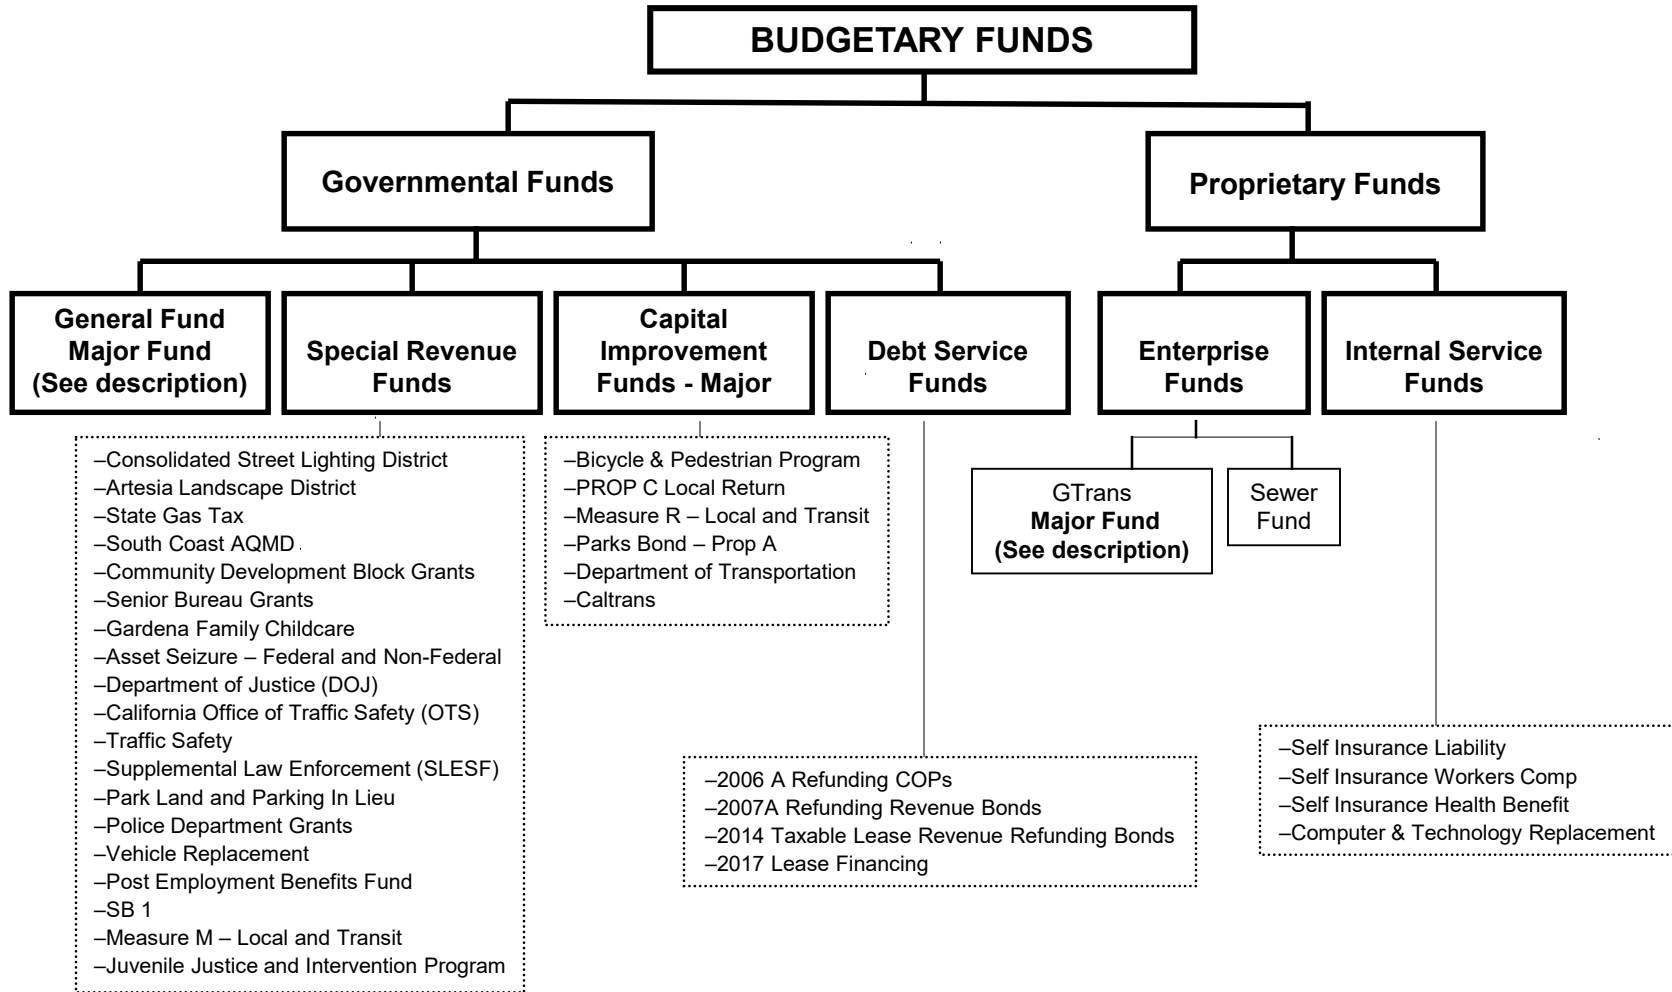 BUDGETARY FUNDS
Governmental Funds
Proprietary Funds
General Fund
Major Fund
(See description)
Special Revenue
Funds
Capital
Improvement
Funds - Major
Debt Service
Funds
Enterprise
Funds
Internal Service
Funds
–Consolidated Street Lighting District
–Artesia Landscape District
–State Gas Tax
–South Coast AQMD
–Community Development Block Grants
–Senior Bureau Grants
–Gardena Family Childcare
–Asset Seizure – Federal and Non-Federal
–Department of Justice (DOJ)
–California Office of Traffic Safety (OTS)
–Traffic Safety
–Supplemental Law Enforcement (SLESF)
–Park Land and Parking In Lieu
–Police Department Grants
–Vehicle Replacement
–Post Employment Benefits Fund
–SB 1
–Measure M – Local and Transit
–Juvenile Justice and Intervention Program
–Bicycle & Pedestrian Program
–PROP C Local Return
–Measure R – Local and Transit
–Parks Bond – Prop A
–Department of Transportation
–Caltrans
–2006 A Refunding COPs
–2007A Refunding Revenue Bonds
–2014 Taxable Lease Revenue Refunding Bonds
–2017 Lease Financing
GTrans
Major Fund
(See description)
Sewer
Fund
–Self Insurance Liability
–Self Insurance Workers Comp
–Self Insurance Health Benefit
–Computer & Technology Replacement